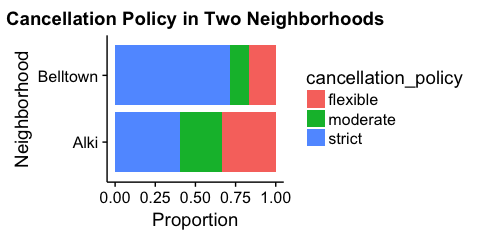 Cancellation Policy in Two Neighborhoods
Neighborhood
Belltown
Alki
0.00 0.25 0.50 0.75 1.00
Proportion
cancellation_policy
flexible
moderate
strict